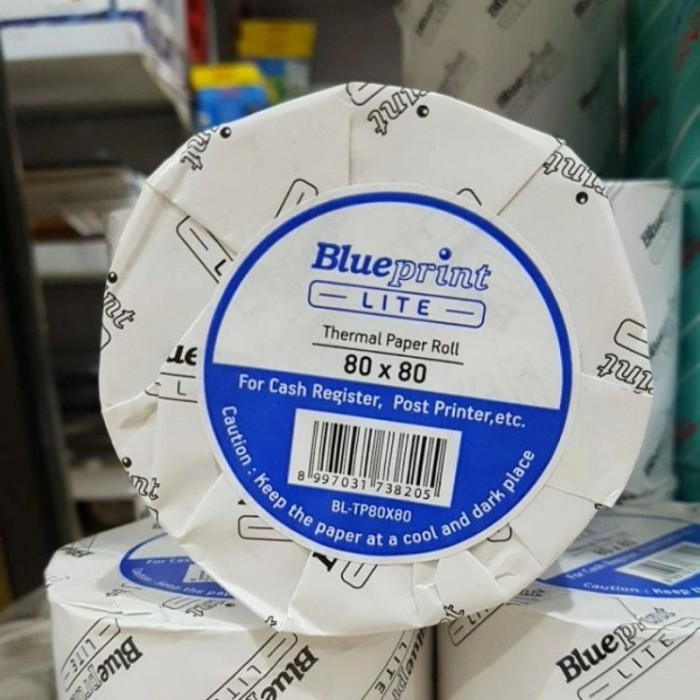 Blueprint
LITE
Thermal Paper Roll
80 x 80
For Cash Register, Post Printer,etc.
8 997031 738205
BL-TP80X80
Caution : Keep the paper at a cool and dark place
Blueprint
LITE
Blueprint
LITE